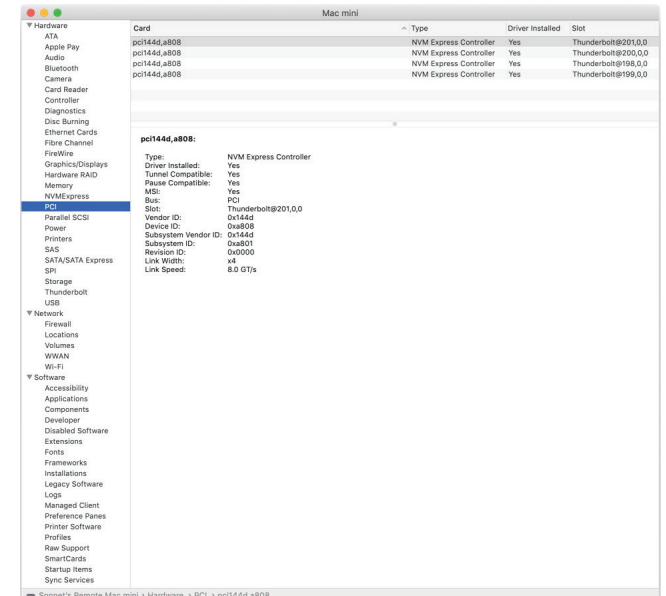 Mac mini
▼ Hardware
ATA
Apple Pay
Audio
Bluetooth
Camera
Card Reader
Controller
Diagnostics
Disc Burning
Ethernet Cards
Fibre Channel
FireWire
Graphics/Displays
Hardware RAID
Memory
NVMExpress
PCI
Parallel SCSI
Power
Printers
SAS
SATA/SATA Express
SPI
Storage
Thunderbolt
USB
▼ Network
Firewall
Locations
Volumes
WWAN
Wi-Fi
▼ Software
Accessibility
Applications
Components
Developer
Disabled Software
Extensions
Fonts
Frameworks
Installations
Legacy Software
Logs
Managed Client
Preference Panes
Printer Software
Profiles
Raw Support
SmartCards
Startup Items
Sync Services
Card Type Driver Installed Slot
pci144d,a808 NVM Express Controller Yes Thunderbolt@201,0,0
pci144d,a808 NVM Express Controller Yes Thunderbolt@200,0,0
pci144d,a808 NVM Express Controller Yes Thunderbolt@198,0,0
pci144d,a808 NVM Express Controller Yes Thunderbolt@199,0,0
pci144d,a808:
Type: NVM Express Controller
Driver Installed: Yes
Tunnel Compatible: Yes
Pause Compatible: Yes
MSI: Yes
Bus: PCI
Slot: Thunderbolt@201,0,0
Vendor ID: 0x144d
Device ID: 0xa808
Subsystem Vendor ID: 0x144d
Subsystem ID: 0xa801
Revision ID: 0x0000
Link Width: x4
Link Speed: 8.0 GT/s
Sonnet's Remote Mac mini › Hardware › PCI › pci144d,a808